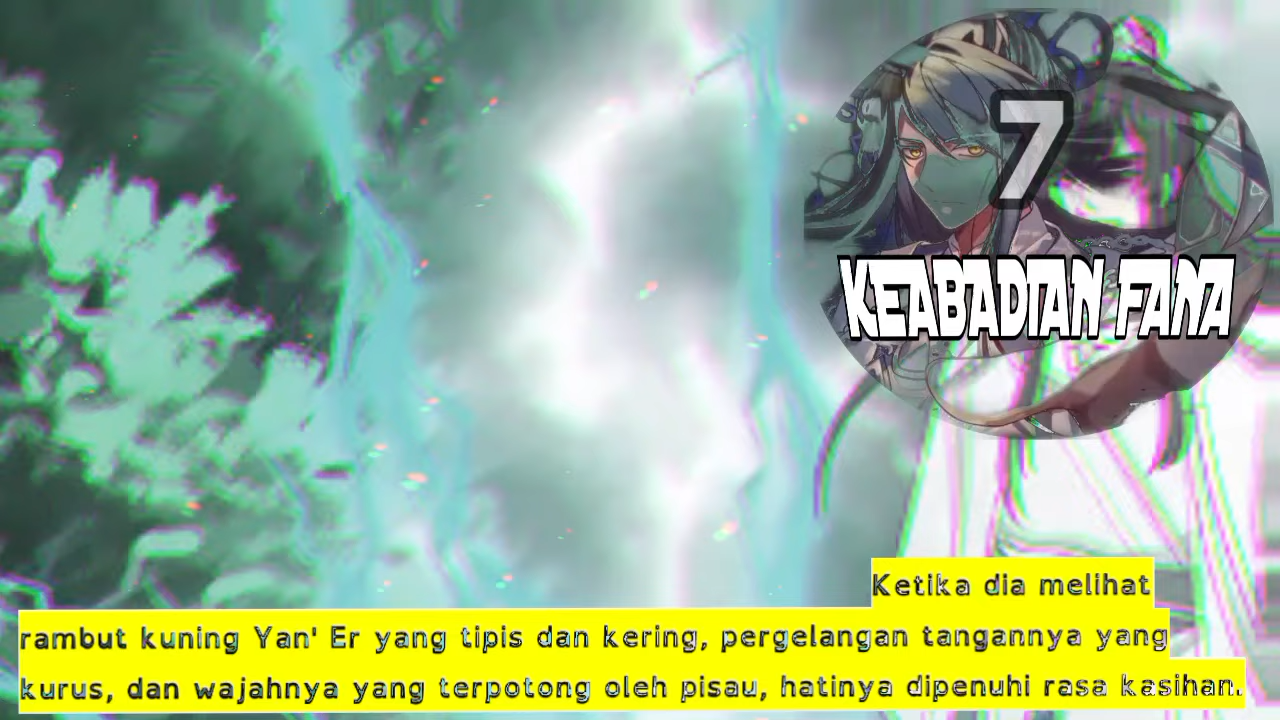 7
KEABADIAN FANA
Ketika dia melihat
rambut kuning Yan' Er yang tipis dan kering, pergelangan tangannya yang
kurus, dan wajahnya yang terpotong oleh pisau, hatinya dipenuhi rasa kasihan.